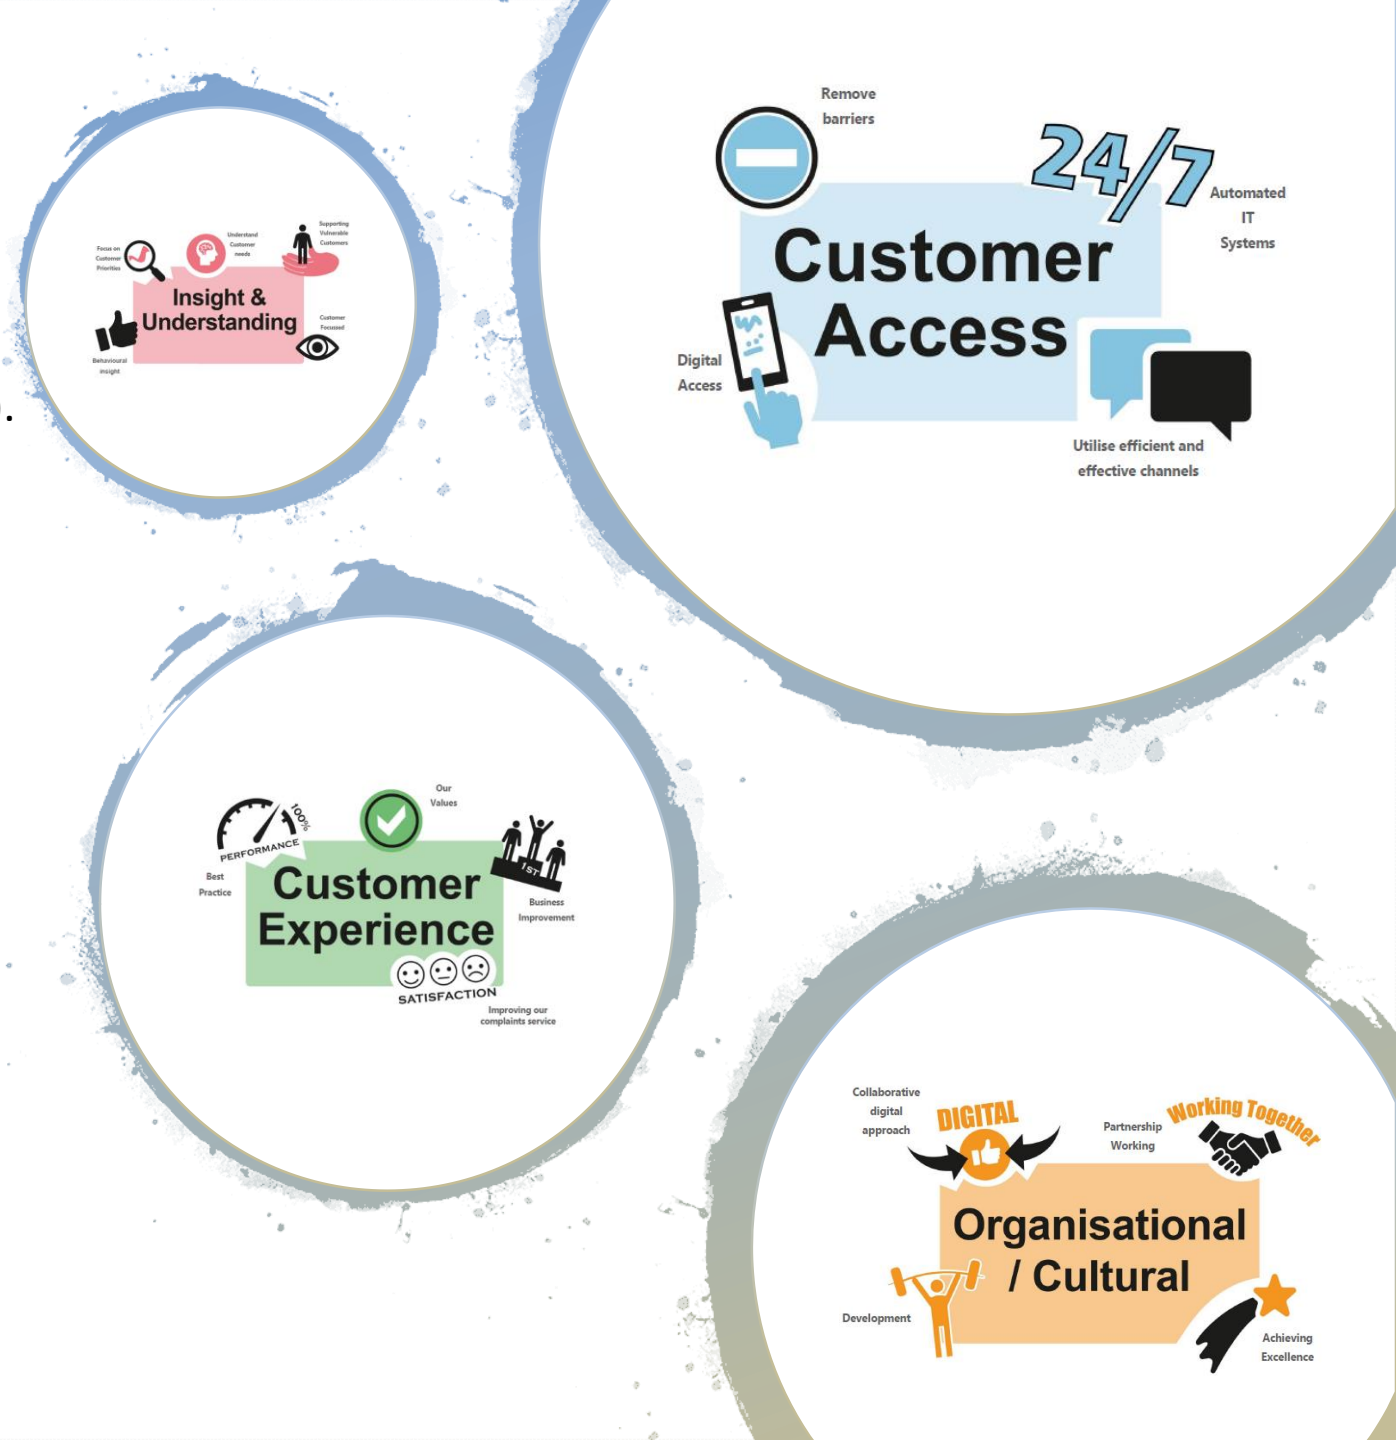 Focus on
Customer
Priorities
Understand
Customer
needs
Supporting
Vulnerable
Customers
Insight &
Understanding
Customer
Focussed
Behavioural
insight
.
Remove
barriers
24/7
Automated
IT
Systems
Customer
Access
Digital
Access
Utilise efficient and
effective channels
100%
PERFORMANCE
Best
Practice
Our
Values
1ST
Business
Improvement
Customer
Experience
SATISFACTION
Improving our
complaints service
Collaborative
digital
approach
DIGITAL
Partnership
Working
Working Together
Organisational
/ Cultural
Development
Achieving
Excellence